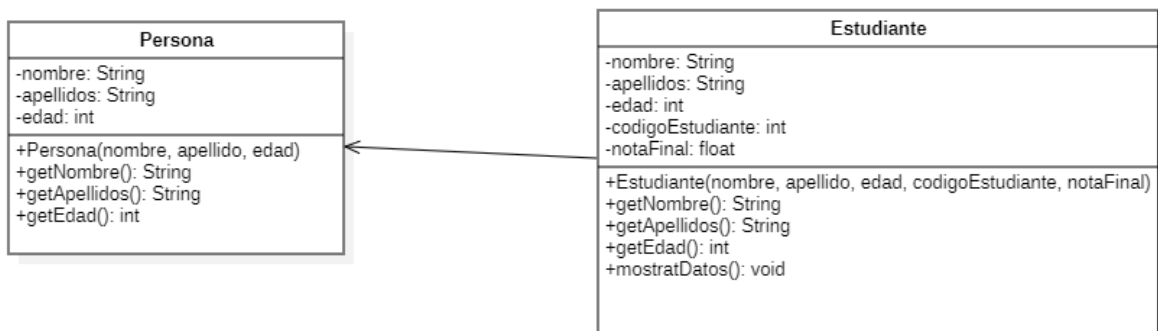 Persona
-nombre: String
-apellidos: String
-edad: int
+Persona(nombre, apellido, edad)
+getNombre(): String
+getApellidos(): String
+getEdad(): int
Estudiante
-nombre: String
-apellidos: String
-edad: int
-codigoEstudiante: int
-notaFinal: float
+Estudiante(nombre, apellido, edad, codigoEstudiante, notaFinal)
+getNombre(): String
+getApellidos(): String
+getEdad(): int
+mostratDatos(): void